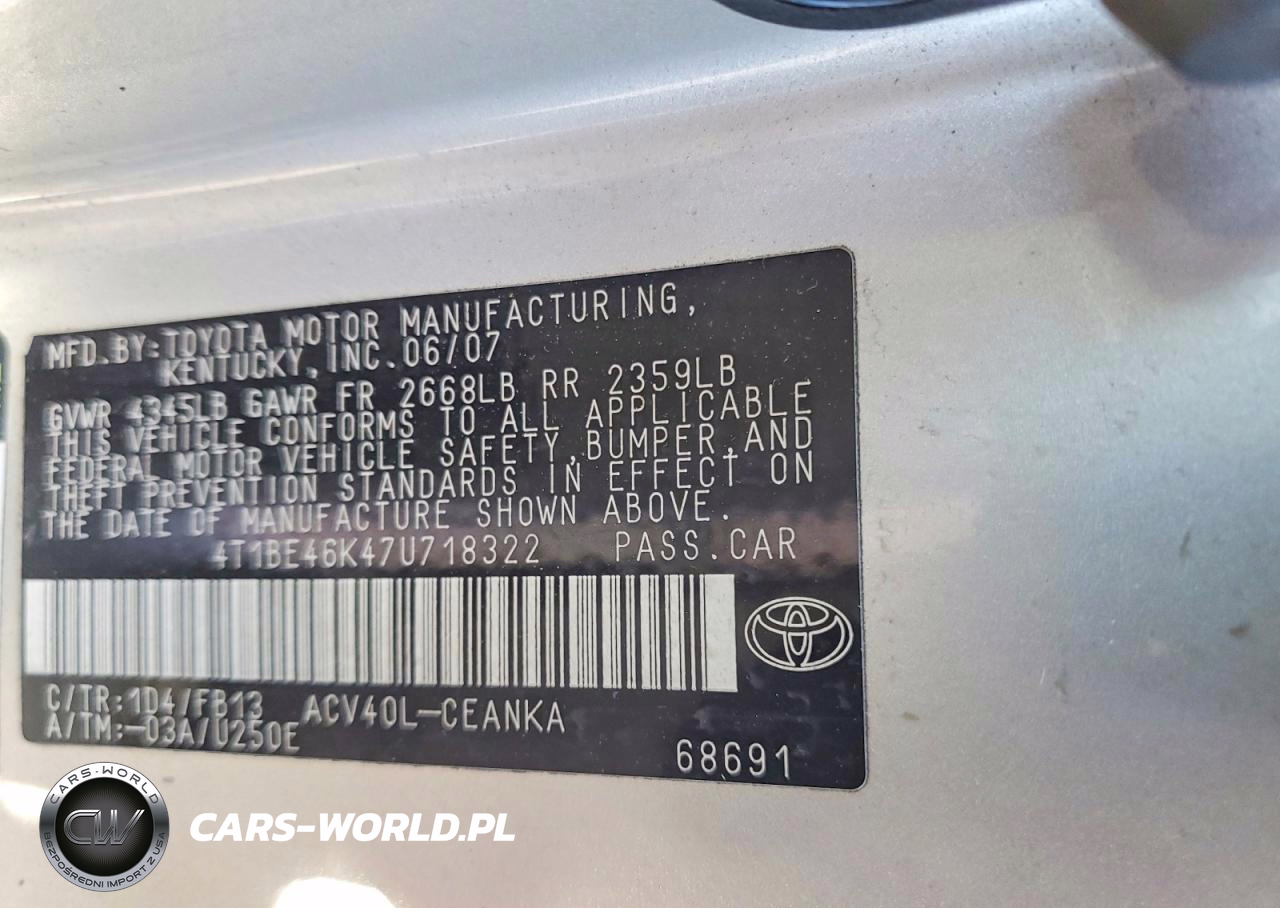 MFD.BY:TOYOTA MOTOR MANUFACTURING,
KENTUCKY,INC.06/07
GVWR 4345LB GAWR FR 2668LB RR 2359LB
THIS VEHICLE CONFORMS TO ALL APPLICABLE
FEDERAL MOTOR VEHICLE SAFETY,BUMPER,AND
THEFT PREVENTION STANDARDS IN EFFECT ON
THE DATE OF MANUFACTURE SHOWN ABOVE.
4T1BE46K47U718322 PASS.CAR
C/TR:1D4/FB13 ACV40L-CEANKA
A/TM:-03A/U250E
68691
CARS-WORLD
CW
BEZPOŚREDNI IMPORT Z USA
CARS-WORLD.PL